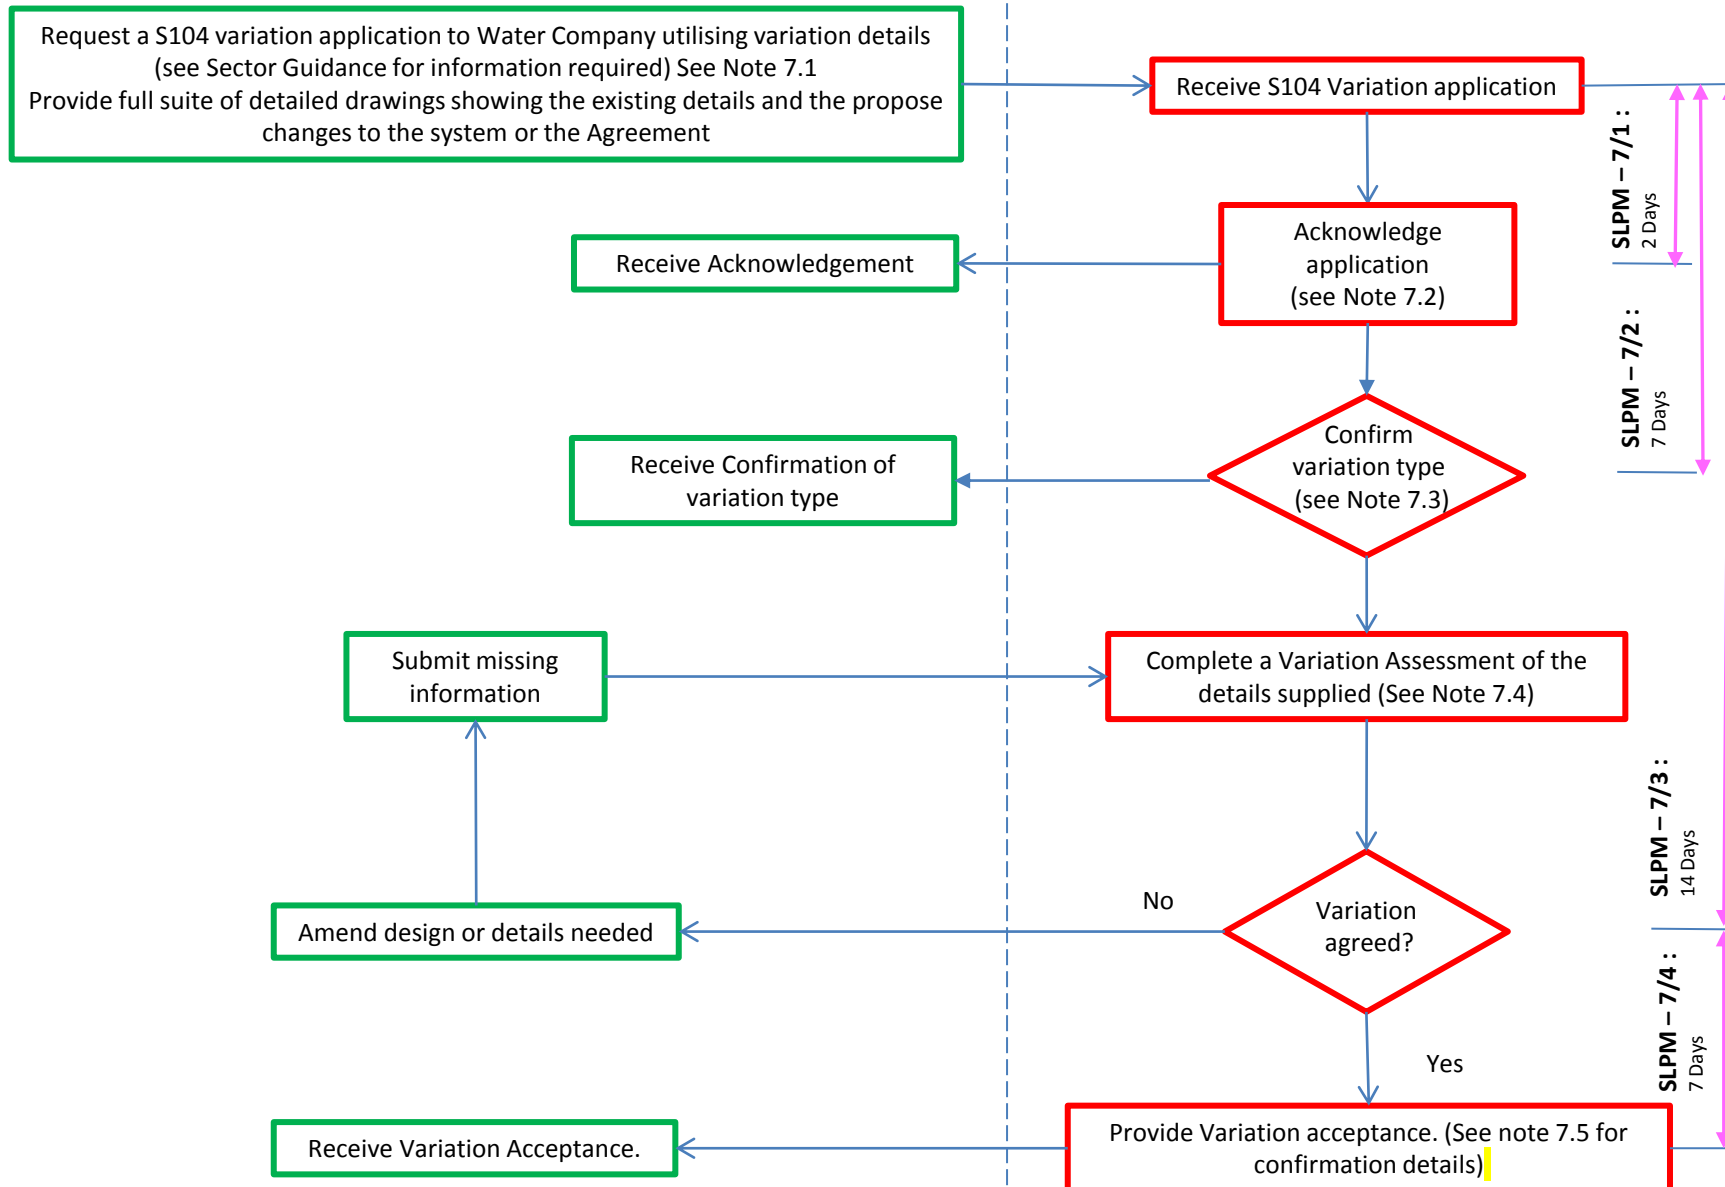 Request a S104 variation application to Water Company utilising variation details
(see Sector Guidance for information required) See Note 7.1
Provide full suite of detailed drawings showing the existing details and the propose
changes to the system or the Agreement
Receive S104 Variation application
SLPM – 7/1 :
2 Days
Acknowledge
application
(see Note 7.2)
Receive Acknowledgement
SLPM – 7/2 :
7 Days
Confirm
variation type
(see Note 7.3)
Receive Confirmation of
variation type
Submit missing
information
Complete a Variation Assessment of the
details supplied (See Note 7.4)
SLPM – 7/3 :
14 Days
Variation
agreed?
No
Amend design or details needed
Yes
SLPM – 7/4 :
7 Days
Provide Variation acceptance. (See note 7.5 for
confirmation details)
Receive Variation Acceptance.